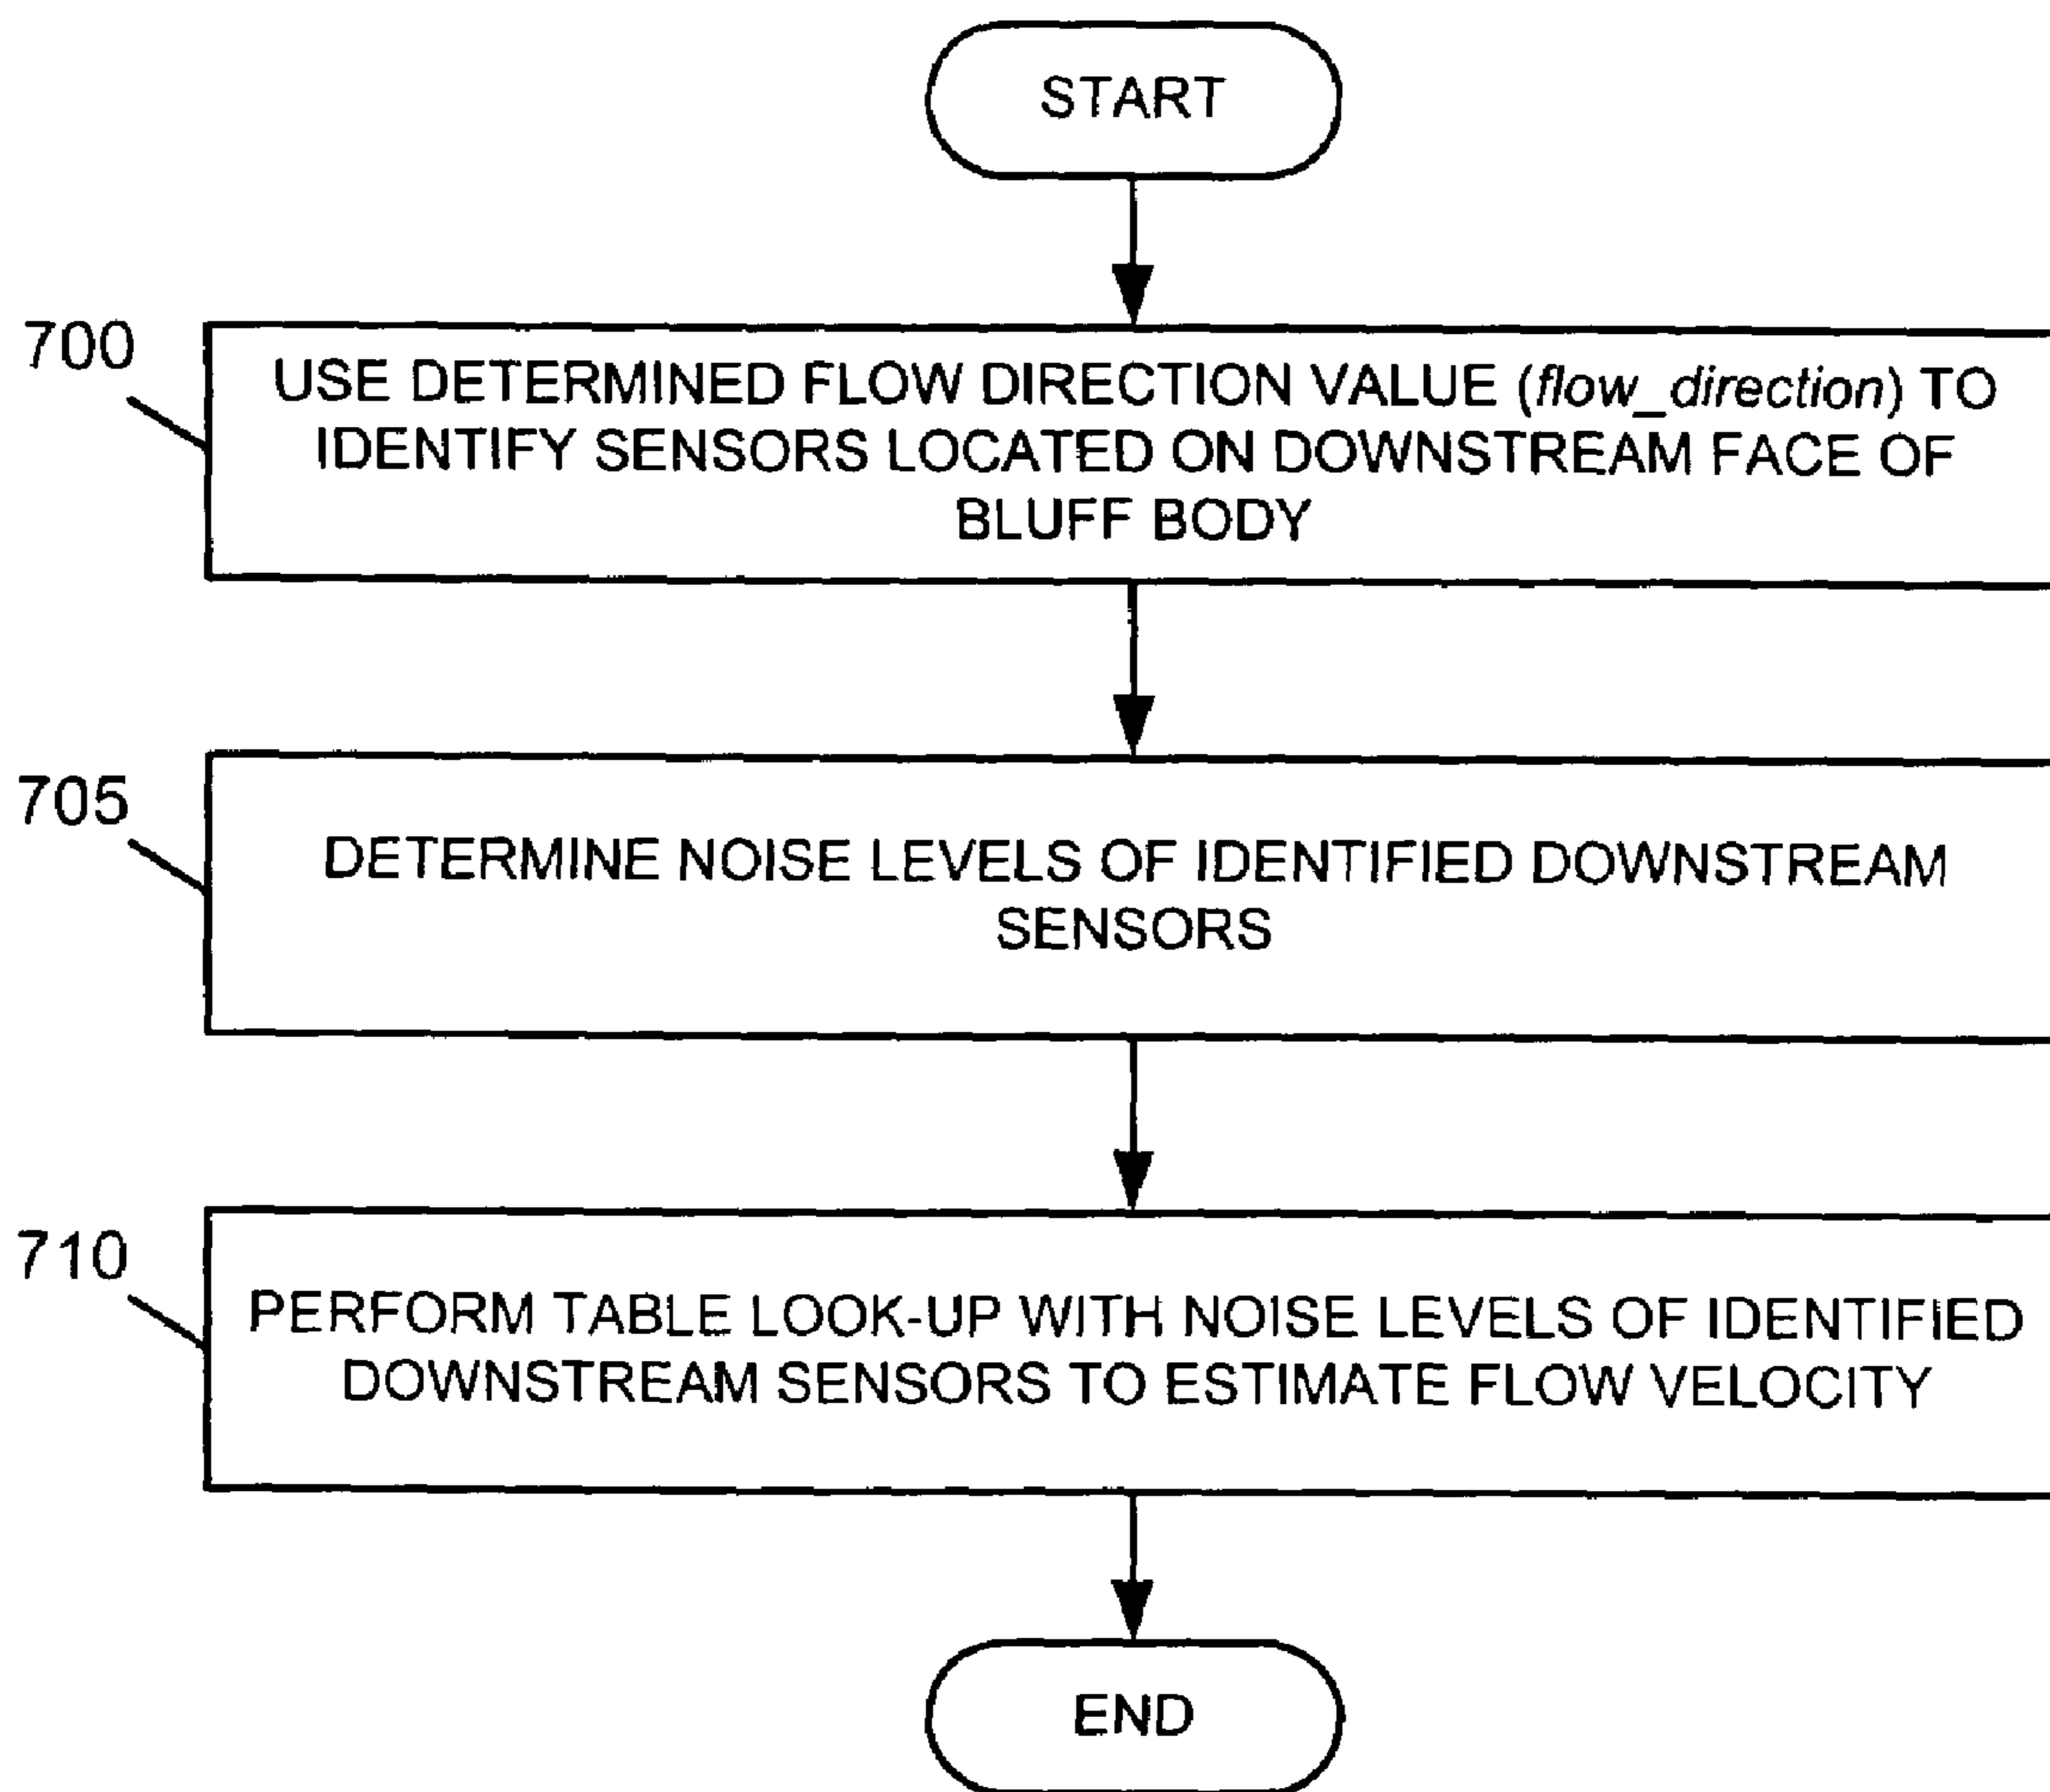 START
700
USE DETERMINED FLOW DIRECTION VALUE (flow_direction) TO
IDENTIFY SENSORS LOCATED ON DOWNSTREAM FACE OF
BLUFF BODY
705
DETERMINE NOISE LEVELS OF IDENTIFIED DOWNSTREAM
SENSORS
710
PERFORM TABLE LOOK-UP WITH NOISE LEVELS OF IDENTIFIED
DOWNSTREAM SENSORS TO ESTIMATE FLOW VELOCITY
END